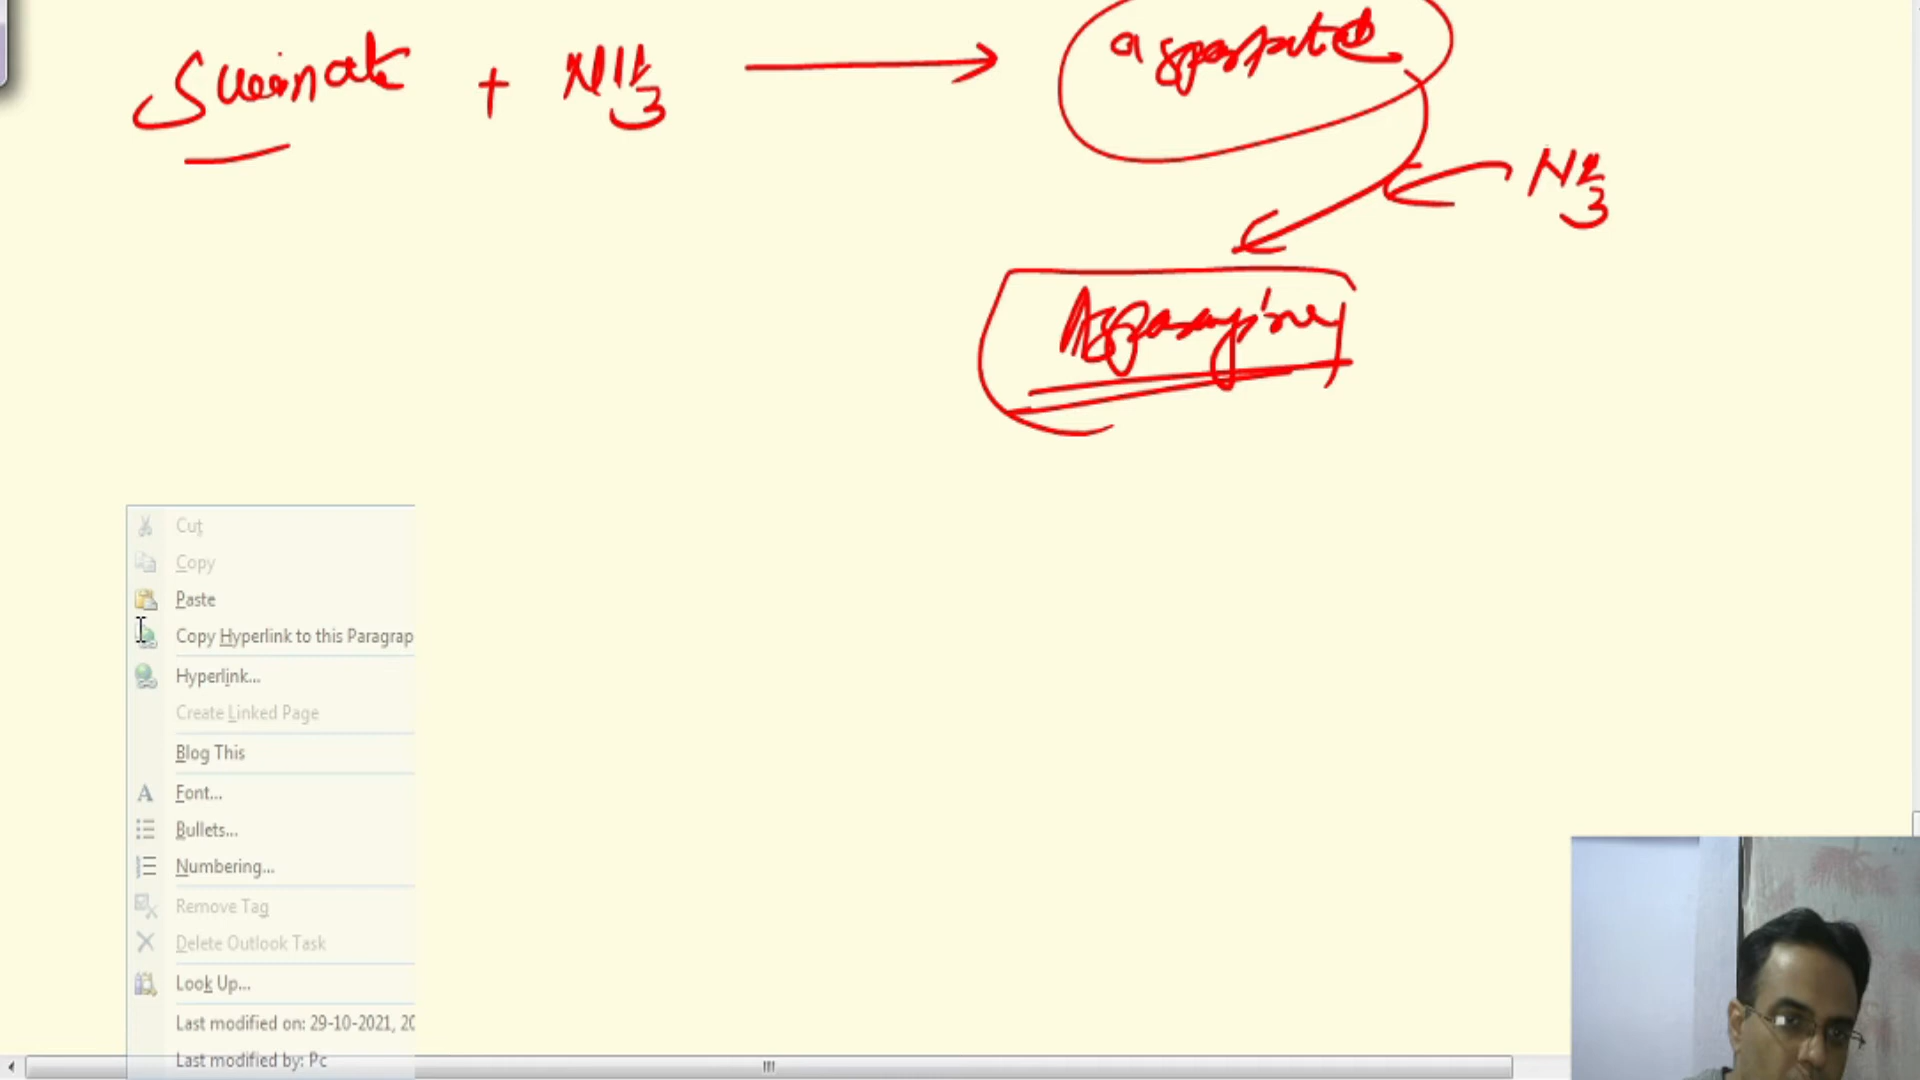 Succinate + NH3 → aspartate
NH3
Asparagine
Cut
Copy
Paste
Copy Hyperlink to this Paragrap
Hyperlink...
Create Linked Page
Blog This
Font...
Bullets...
Numbering...
Remove Tag
Delete Outlook Task
Look Up...
Last modified on: 29-10-2021, 20
Last modified by: Pc